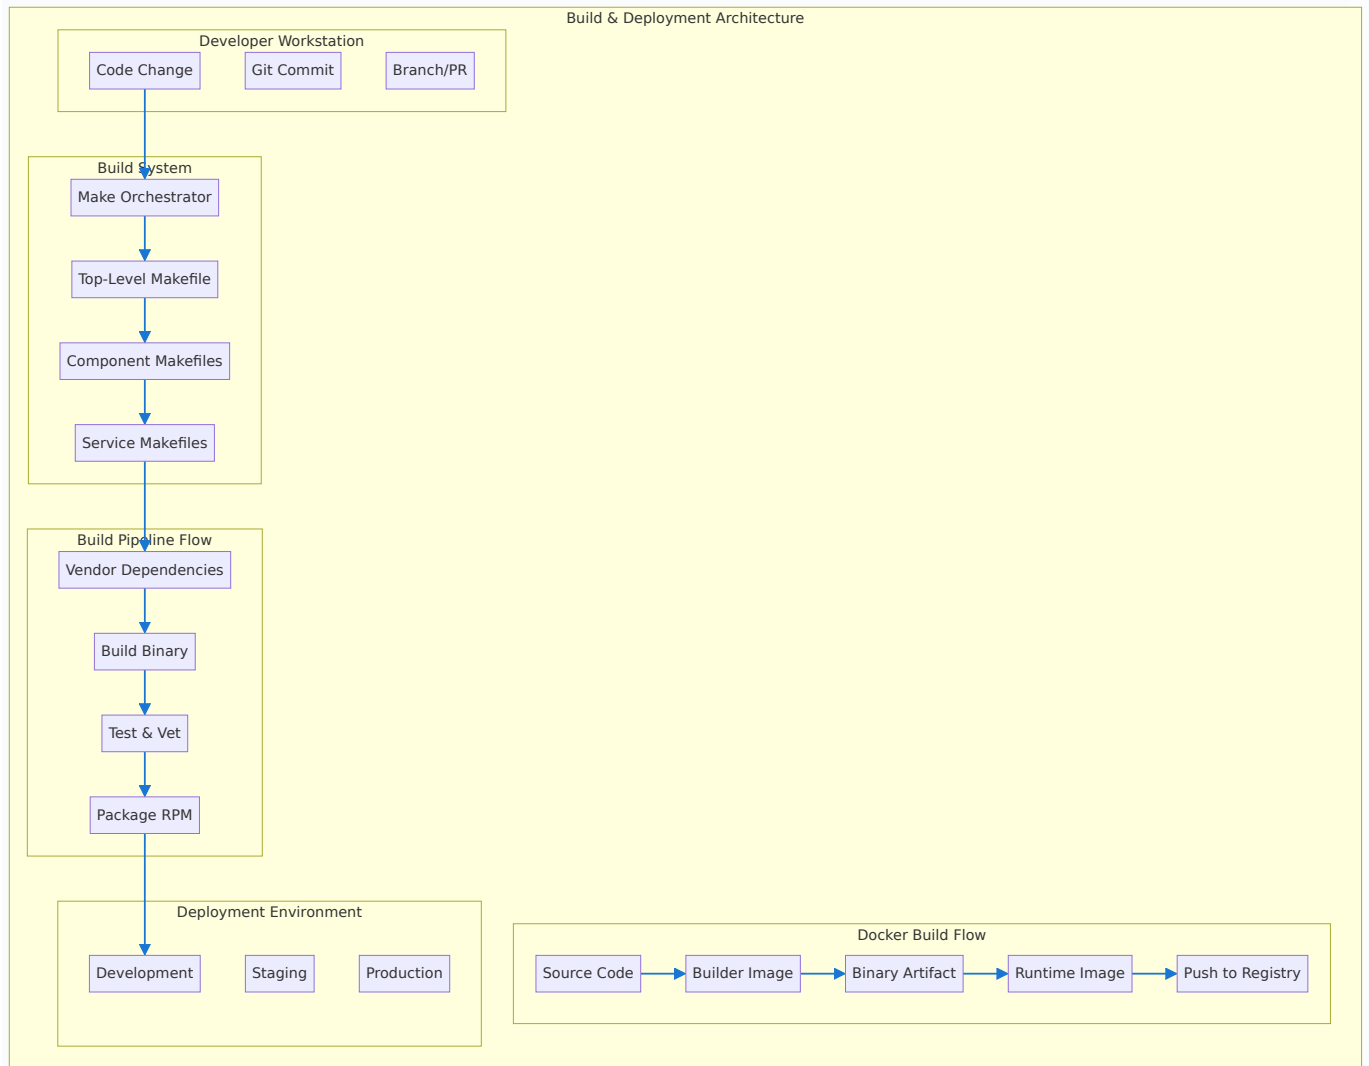 Build & Deployment Architecture
Developer Workstation
Code Change
Git Commit
Branch/PR
Build System
Make Orchestrator
Top-Level Makefile
Component Makefiles
Service Makefiles
Build Pipeline Flow
Vendor Dependencies
Build Binary
Test & Vet
Package RPM
Deployment Environment
Development
Staging
Production
Docker Build Flow
Source Code
Builder Image
Binary Artifact
Runtime Image
Push to Registry